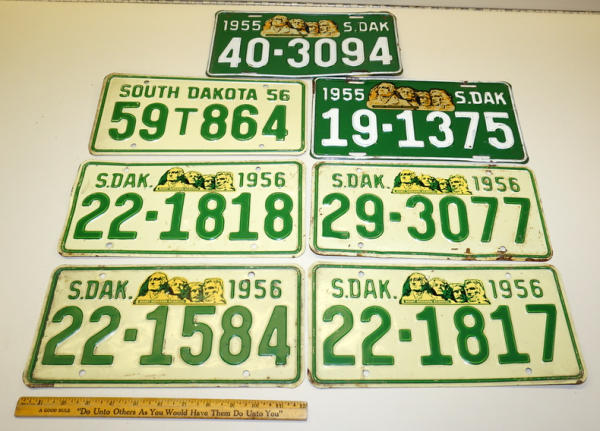 1955 S.DAK
40-3094
SOUTH DAKOTA 56
59T864
1955 S.DAK
19-1375
S.DAK. 1956
22-1818
S.DAK. 1956
29-3077
S.DAK. 1956
22-1584
S.DAK. 1956
22-1817
A GOOD RULE "Do Unto Others As You Would Have Them Do Unto You"